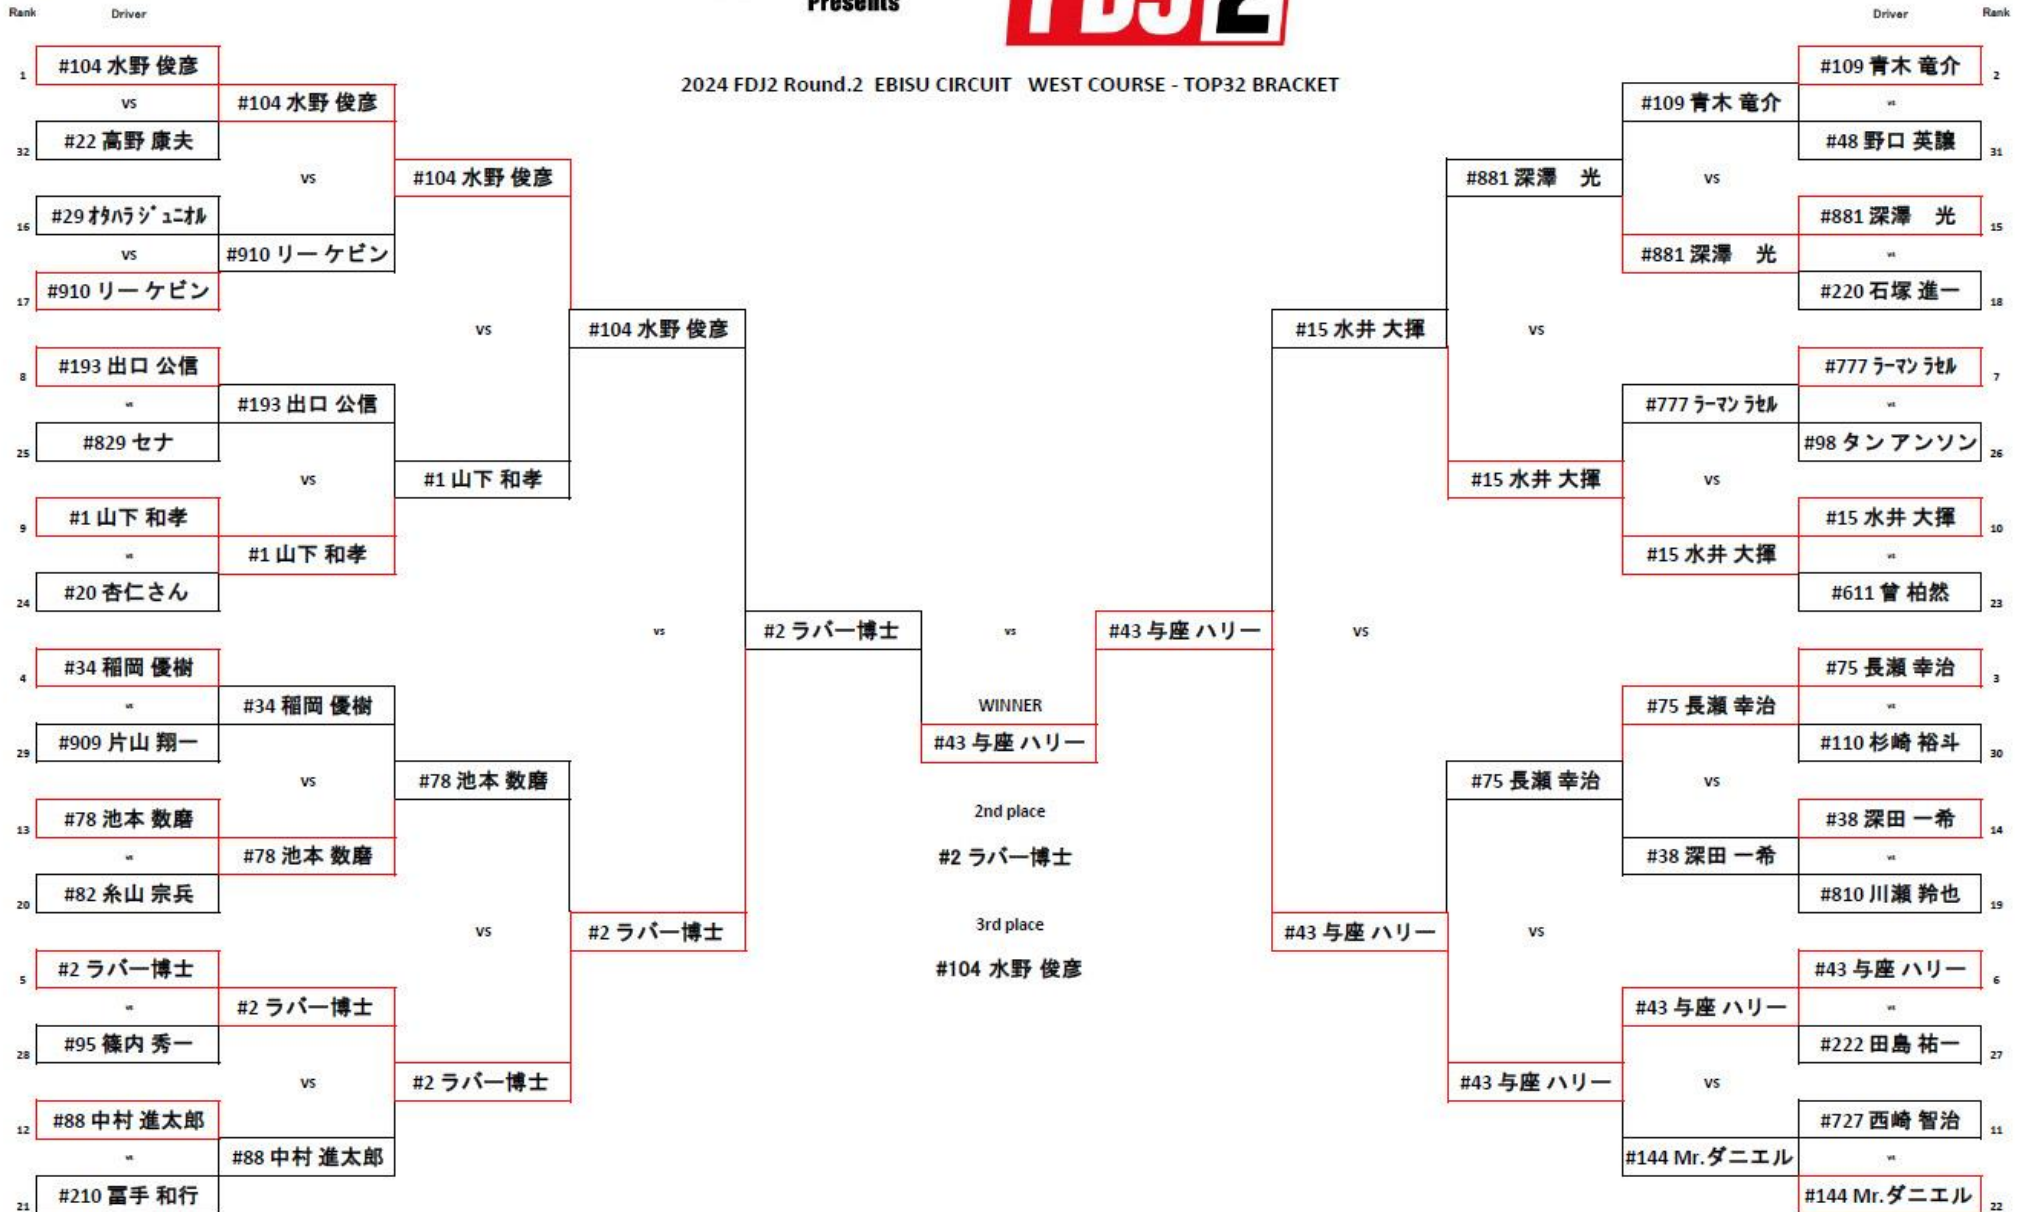 Presents
FDJ2
Rank Driver
Driver Rank
2024 FDJ2 Round.2 EBISU CIRCUIT WEST COURSE - TOP32 BRACKET
1 #104 水野 俊彦
vs
32 #22 高野 康夫
16 #29 ｵﾀﾊﾗ ｼﾞｭﾆｵﾙ
vs
17 #910 リー ケビン
8 #193 出口 公信
vs
25 #829 セナ
9 #1 山下 和孝
vs
24 #20 杏仁さん
4 #34 稲岡 優樹
vs
29 #909 片山 翔一
13 #78 池本 数磨
vs
20 #82 糸山 宗兵
5 #2 ラバー博士
vs
28 #95 篠内 秀一
12 #88 中村 進太郎
vs
21 #210 冨手 和行
#104 水野 俊彦
vs
#910 リー ケビン
#193 出口 公信
vs
#1 山下 和孝
#34 稲岡 優樹
vs
#78 池本 数磨
#2 ラバー博士
vs
#88 中村 進太郎
#104 水野 俊彦
vs
#1 山下 和孝
#78 池本 数磨
vs
#2 ラバー博士
#104 水野 俊彦
vs
#2 ラバー博士
#2 ラバー博士
vs
#43 与座 ハリー
WINNER
#43 与座 ハリー
2nd place
#2 ラバー博士
3rd place
#104 水野 俊彦
#15 水井 大揮
vs
#43 与座 ハリー
#881 深澤　光
vs
#15 水井 大揮
#75 長瀬 幸治
vs
#43 与座 ハリー
#109 青木 竜介
vs
#881 深澤　光
#777 ﾗｰﾏﾝ ﾗｾﾙ
vs
#15 水井 大揮
#75 長瀬 幸治
vs
#38 深田 一希
#43 与座 ハリー
vs
#144 Mr.ダニエル
#109 青木 竜介 2
vs
#48 野口 英譲 31
#881 深澤　光 15
vs
#220 石塚 進一 18
#777 ﾗｰﾏﾝ ﾗｾﾙ 7
vs
#98 タン アンソン 26
#15 水井 大揮 10
vs
#611 曾 柏然 23
#75 長瀬 幸治 3
vs
#110 杉崎 裕斗 30
#38 深田 一希 14
vs
#810 川瀬 羚也 19
#43 与座 ハリー 6
vs
#222 田島 祐一 27
#727 西崎 智治 11
vs
#144 Mr.ダニエル 22